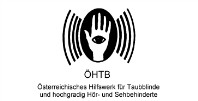 ÖHTB
Österreichisches Hilfswerk für Taubblinde
und hochgradig Hör- und Sehbehinderte